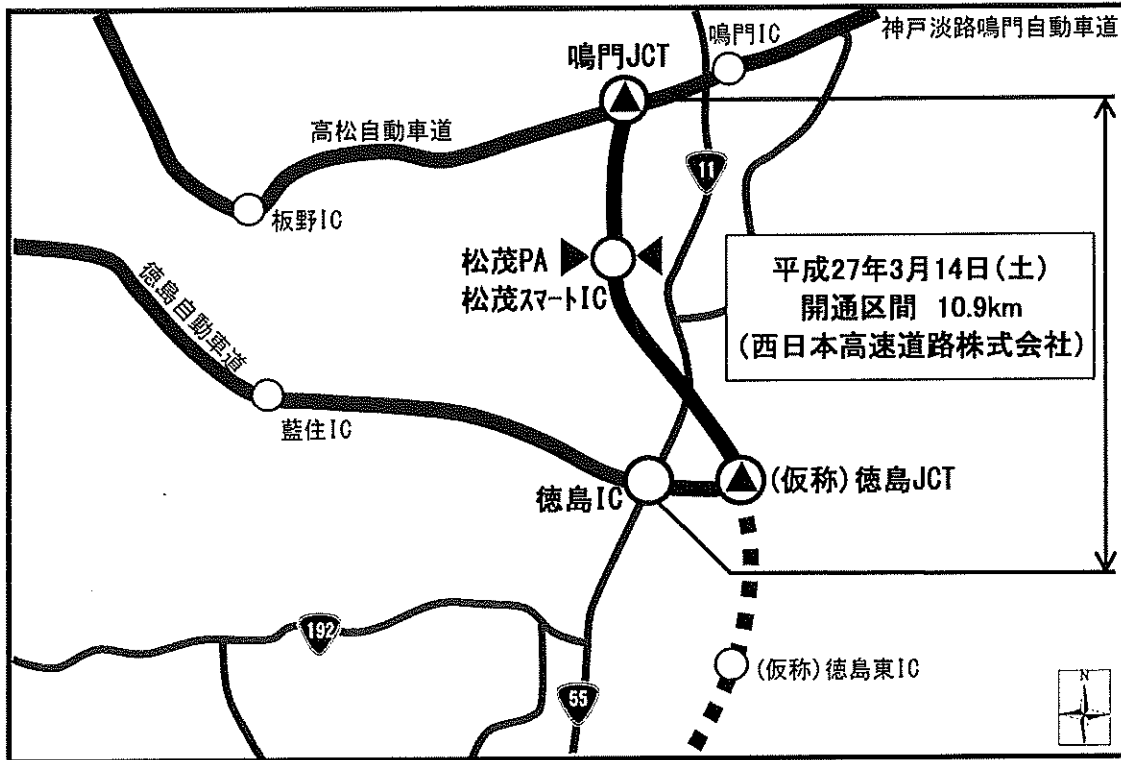 神戸淡路鳴門自動車道
鳴門IC
鳴門JCT
高松自動車道
11
板野IC
松茂PA
松茂スマートIC
平成27年3月14日(土)
開通区間 10.9km
(西日本高速道路株式会社)
徳島自動車道
藍住IC
徳島IC
(仮称)徳島JCT
192
(仮称)徳島東IC
55
N